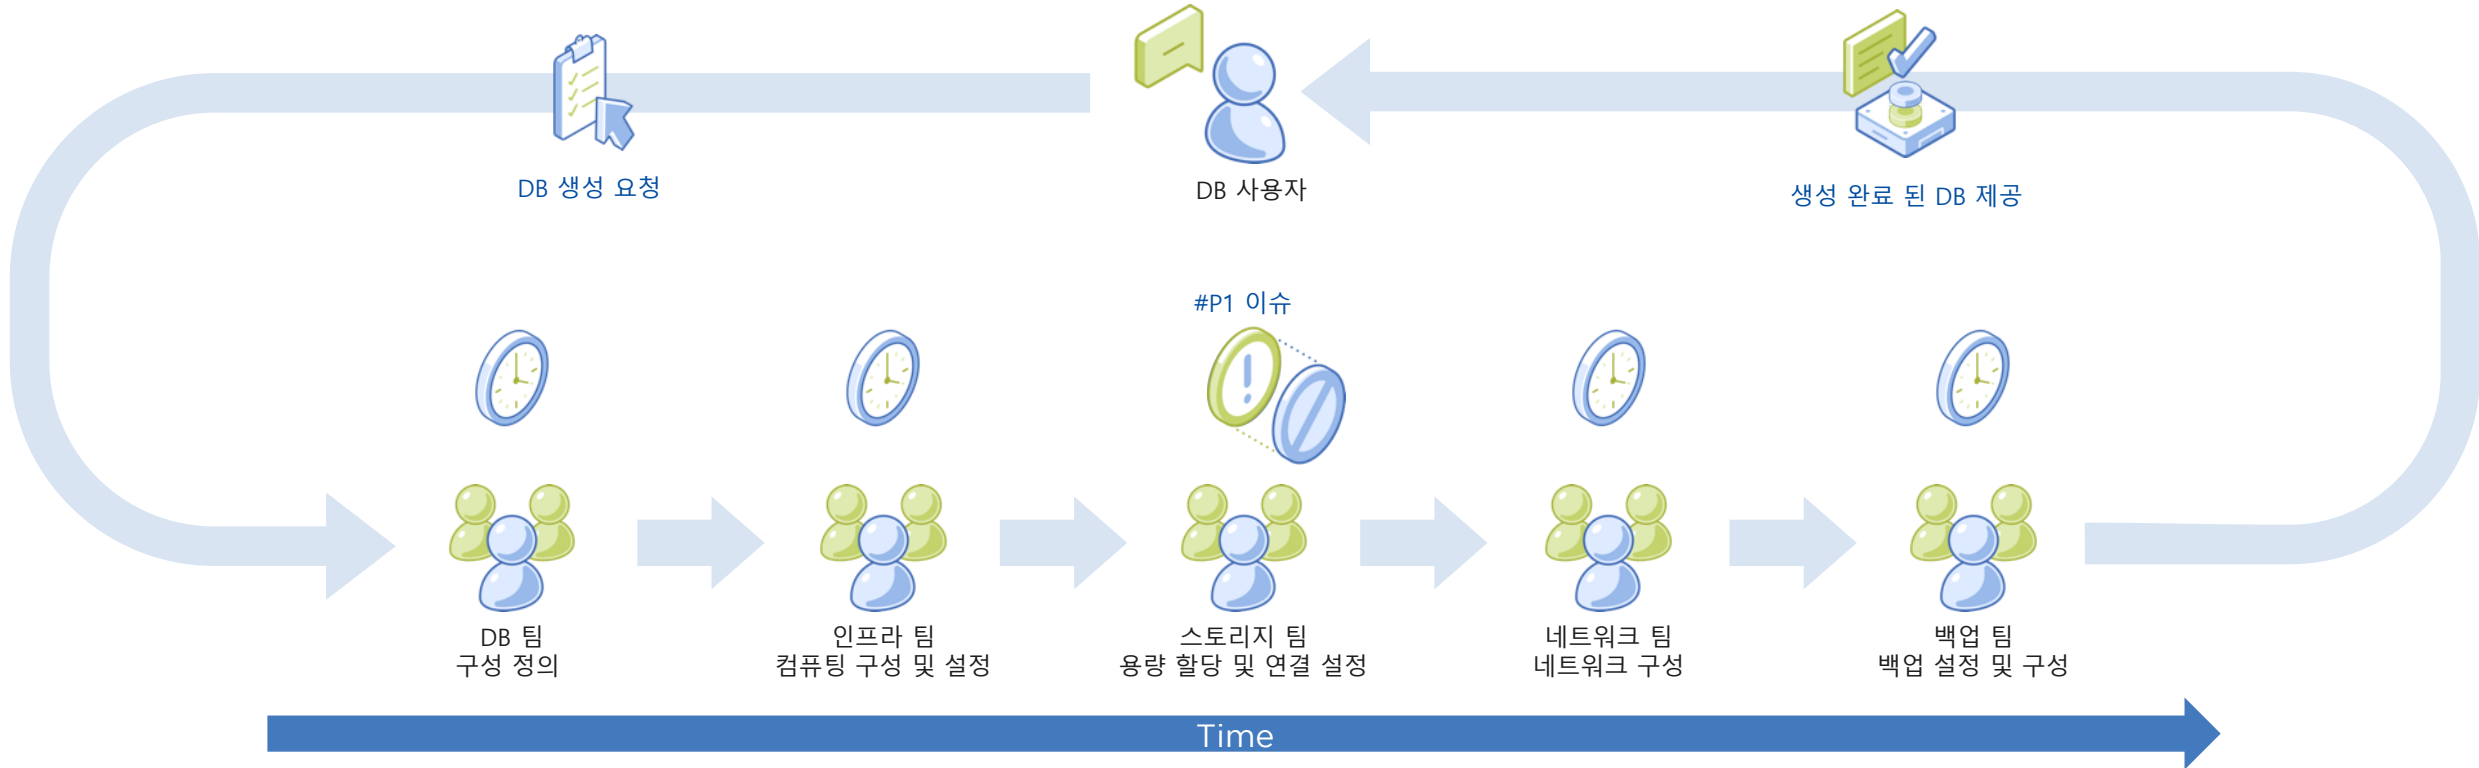 DB 생성 요청
DB 사용자
생성 완료 된 DB 제공
#P1 이슈
DB 팀
구성 정의
인프라 팀
컴퓨팅 구성 및 설정
스토리지 팀
용량 할당 및 연결 설정
네트워크 팀
네트워크 구성
백업 팀
백업 설정 및 구성
Time